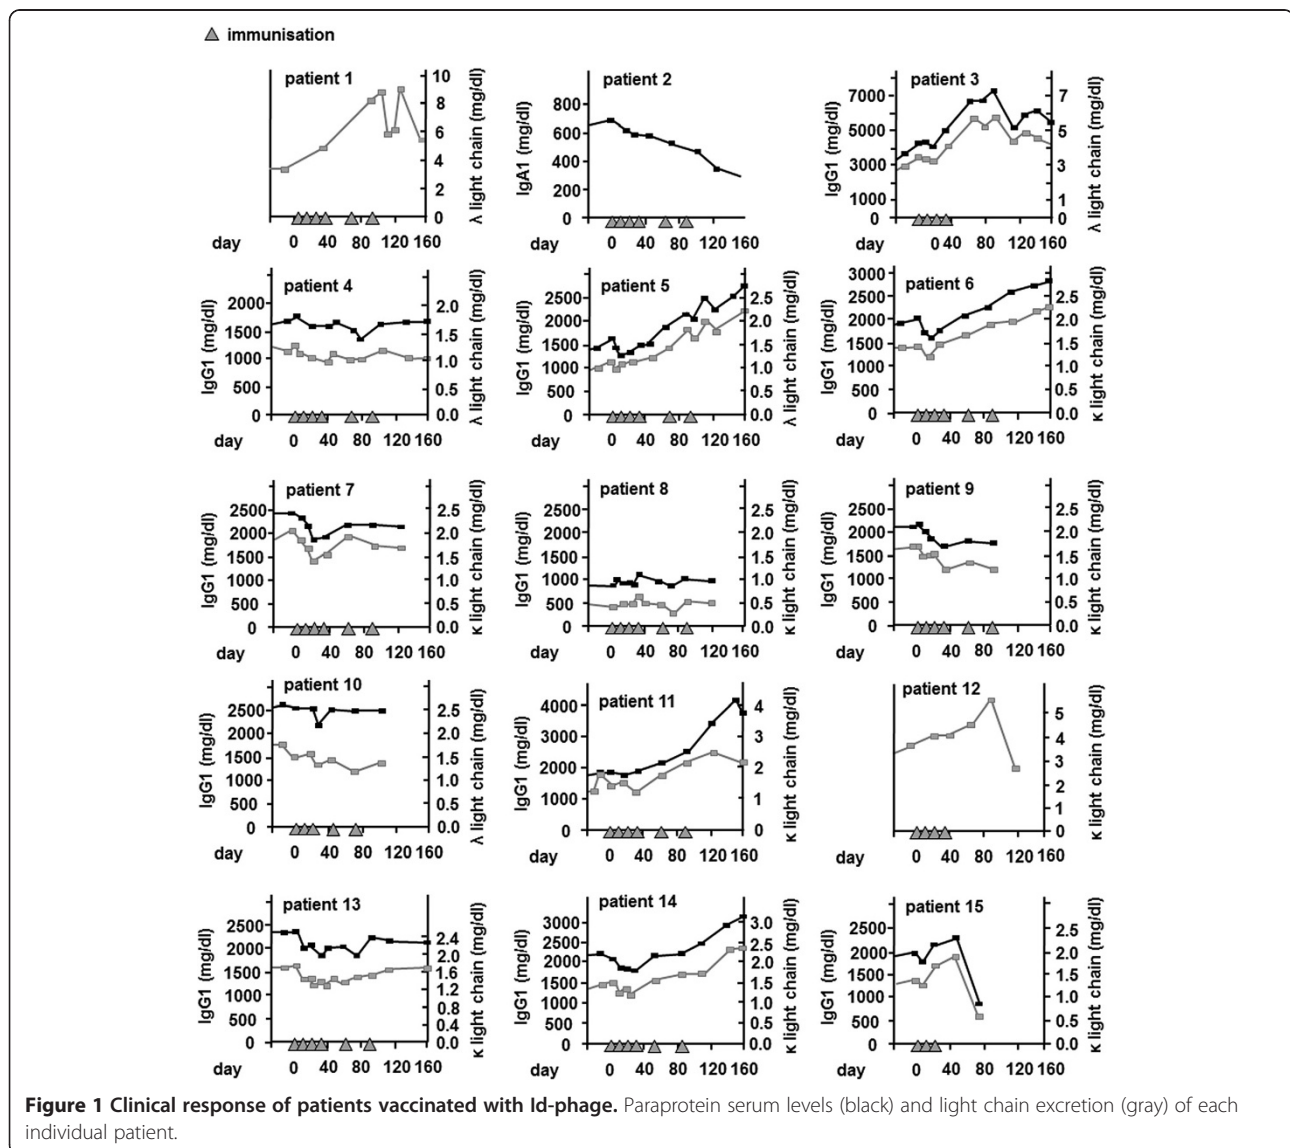 immunisation
patient 1
10
8
6
4
2
0
λ light chain (mg/dl)
day 0 40 80 120 160
patient 2
IgA1 (mg/dl)
800
600
400
200
0
day 0 40 80 120 160
patient 3
IgG1 (mg/dl)
7000
5000
3000
1000
0
7
5
3
1
0
λ light chain (mg/dl)
day 0 40 80 120 160
patient 4
IgG1 (mg/dl)
2000
1500
1000
500
0
2.0
1.5
1.0
0.5
0.0
λ light chain (mg/dl)
day 0 40 80 120 160
patient 5
IgG1 (mg/dl)
2500
2000
1500
1000
500
0
2.5
2.0
1.5
1.0
0.5
0.0
λ light chain (mg/dl)
day 0 40 80 120 160
patient 6
IgG1 (mg/dl)
3000
2500
2000
1500
1000
500
0
2.5
2.0
1.5
1.0
0.5
0.0
κ light chain (mg/dl)
day 0 40 80 120 160
patient 7
IgG1 (mg/dl)
2500
2000
1500
1000
500
0
2.5
2.0
1.5
1.0
0.5
0.0
κ light chain (mg/dl)
day 0 40 80 120 160
patient 8
IgG1 (mg/dl)
2500
2000
1500
1000
500
0
2.5
2.0
1.5
1.0
0.5
0.0
κ light chain (mg/dl)
day 0 40 80 120 160
patient 9
IgG1 (mg/dl)
2500
2000
1500
1000
500
0
2.5
2.0
1.5
1.0
0.5
0.0
κ light chain (mg/dl)
day 0 40 80 120 160
patient 10
IgG1 (mg/dl)
2500
2000
1500
1000
500
0
2.5
2.0
1.5
1.0
0.5
0.0
λ light chain (mg/dl)
day 0 40 80 120 160
patient 11
IgG1 (mg/dl)
4000
3000
2000
1000
0
4
3
2
1
0
κ light chain (mg/dl)
day 0 40 80 120 160
patient 12
5
4
3
2
1
0
κ light chain (mg/dl)
day 0 40 80 120 160
patient 13
IgG1 (mg/dl)
2500
2000
1500
1000
500
0
2.4
2.0
1.6
1.2
0.8
0.4
0.0
κ light chain (mg/dl)
day 0 40 80 120 160
patient 14
IgG1 (mg/dl)
3000
2500
2000
1500
1000
500
0
3.0
2.5
2.0
1.5
1.0
0.5
0.0
κ light chain (mg/dl)
day 0 40 80 120 160
patient 15
IgG1 (mg/dl)
2500
2000
1500
1000
500
0
2.5
2.0
1.5
1.0
0.5
0.0
κ light chain (mg/dl)
day 0 40 80 120 160
Figure 1 Clinical response of patients vaccinated with Id-phage. Paraprotein serum levels (black) and light chain excretion (gray) of each
individual patient.